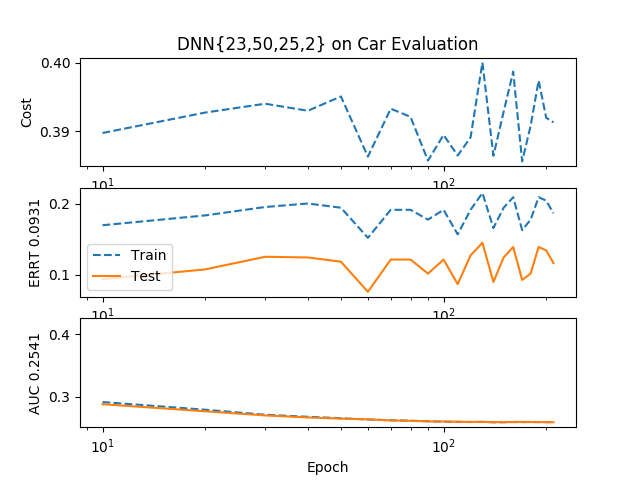 DNN{23,50,25,2} on Car Evaluation
0.40
0.39
Cost
10¹
10²
0.2
0.1
ERRT 0.0931
Train
Test
10¹
10²
0.4
0.3
AUC 0.2541
10¹
10²
Epoch